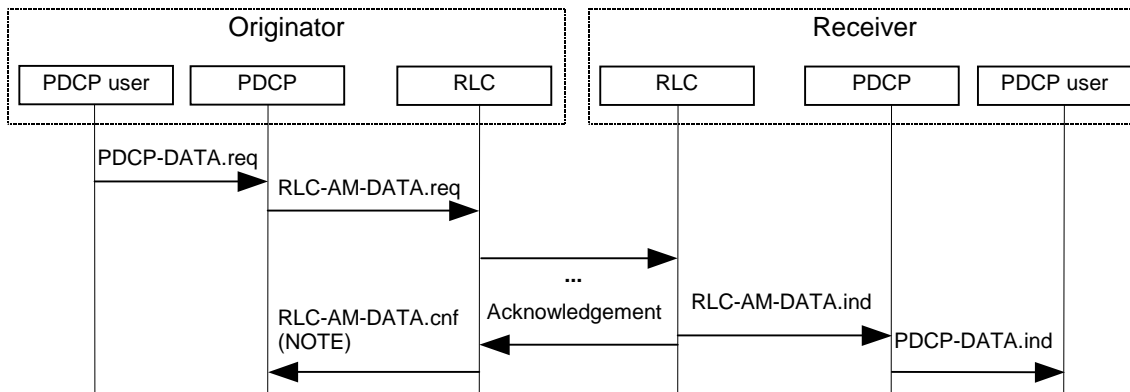 Originator
Receiver
PDCP user
PDCP
RLC
RLC
PDCP
PDCP user
PDCP-DATA.req
RLC-AM-DATA.req
...
RLC-AM-DATA.ind
Acknowledgement
RLC-AM-DATA.cnf
(NOTE)
PDCP-DATA.ind